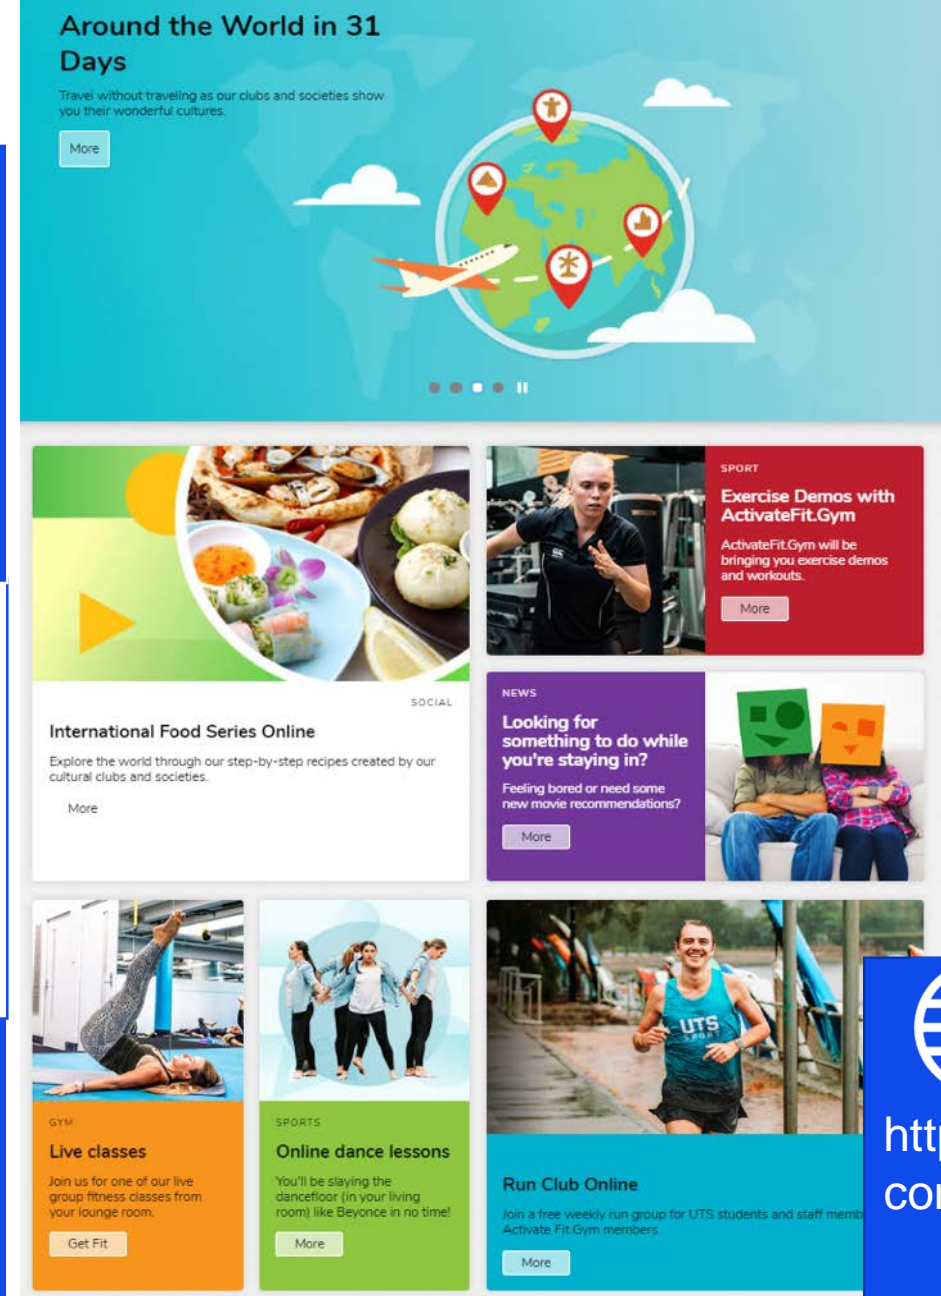 Around the World in 31
Days
Travel without traveling as our clubs and societies show
you their wonderful cultures.
More
SOCIAL
International Food Series Online
Explore the world through our step-by-step recipes created by our
cultural clubs and societies.
More
SPORT
Exercise Demos with
ActivateFit.Gym
ActivateFit.Gym will be
bringing you exercise demos
and workouts.
More
NEWS
Looking for
something to do while
you're staying in?
Feeling bored or need some
new movie recommendations?
More
GYM
Live classes
Join us for one of our live
group fitness classes from
your lounge room.
Get Fit
SPORTS
Online dance lessons
You'll be slaying the
dancefloor (in your living
room) like Beyonce in no time!
More
UTS
SPORT
Run Club Online
Join a free weekly run group for UTS students and staff
Activate Fit.Gym members.
More